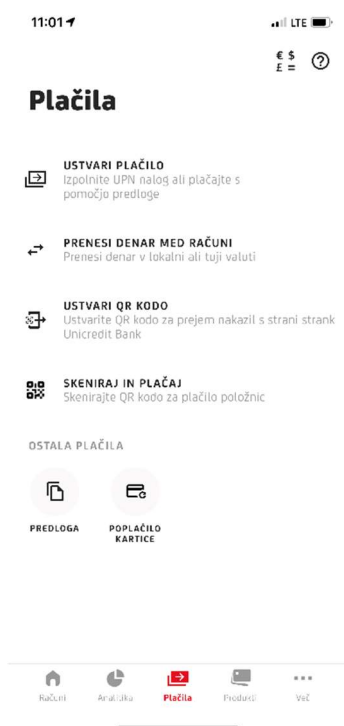 11:01
LTE
€ $
£ =
Plačila
USTVARI PLAČILO
Izpolnite UPN nalog ali plačajte s
pomočjo predloge
PRENESI DENAR MED RAČUNI
Prenesi denar v lokalni ali tuji valuti
USTVARI QR KODO
Ustvarite QR kodo za prejem nakazil s strani strank
Unicredit Bank
SKENIRAJ IN PLAČAJ
Skenirajte QR kodo za plačilo položnic
OSTALA PLAČILA
PREDLOGA
POPLAČILO
KARTICE
Računi
Analitika
Plačila
Produkti
Več